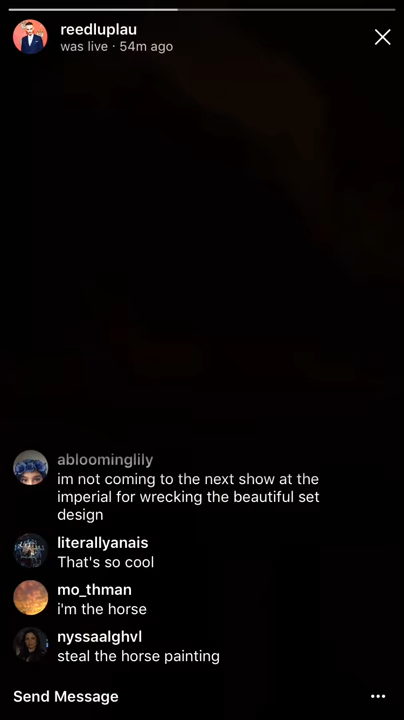 reedluplau
was live · 54m ago
abloominglily
im not coming to the next show at the
imperial for wrecking the beautiful set
design
literallyanais
That's so cool
mo_thman
i'm the horse
nyssaalghvl
steal the horse painting
Send Message